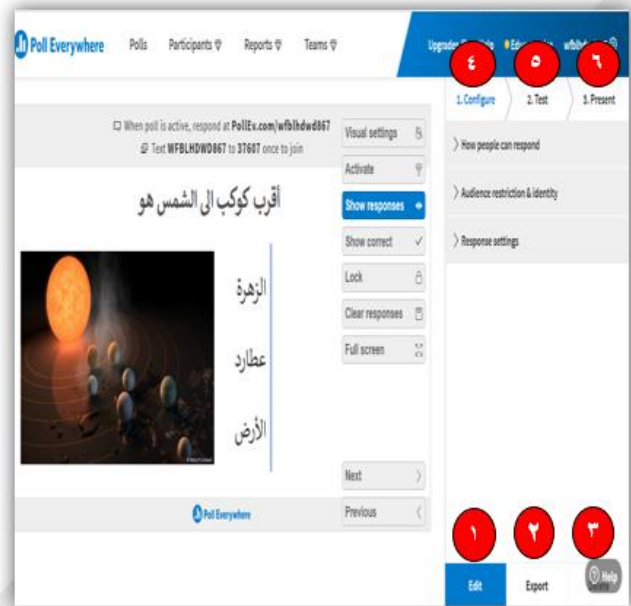 Poll Everywhere
Polls Participants Reports Teams
٤ ٥ ٦
1. Configure 2. Test 3. Present
When poll is active, respond at PollEv.com/wfblhdwd867
Text WFBLHDWD867 to 37607 once to join
أقرب كوكب الى الشمس هو
الزهرة
عطارد
الأرض
Poll Everywhere
Visual settings
Activate
Show responses
Show correct
Lock
Clear responses
Full screen
Next
Previous
How people can respond
Audience restriction & identity
Response settings
١ ٢ ٣
Edit Export
Help